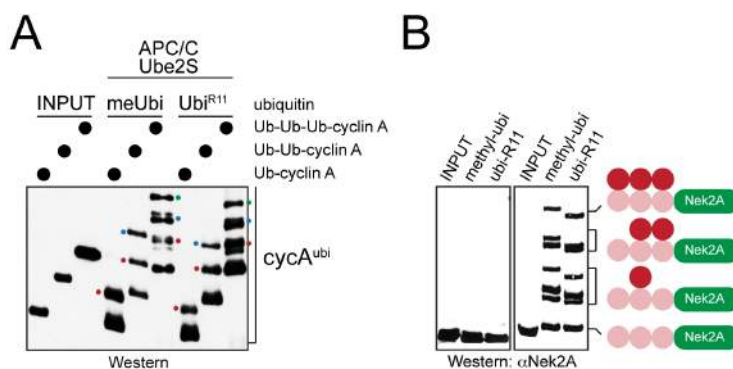 A
APC/C
Ube2S
INPUT meUbi Ubi^R11 ubiquitin
Ub-Ub-Ub-cyclin A
Ub-Ub-cyclin A
Ub-cyclin A
cycA^ubi
Western
B
INPUT
methyl-ubi
ubi-R11
INPUT
methyl-ubi
ubi-R11
Nek2A
Nek2A
Nek2A
Nek2A
Western: αNek2A